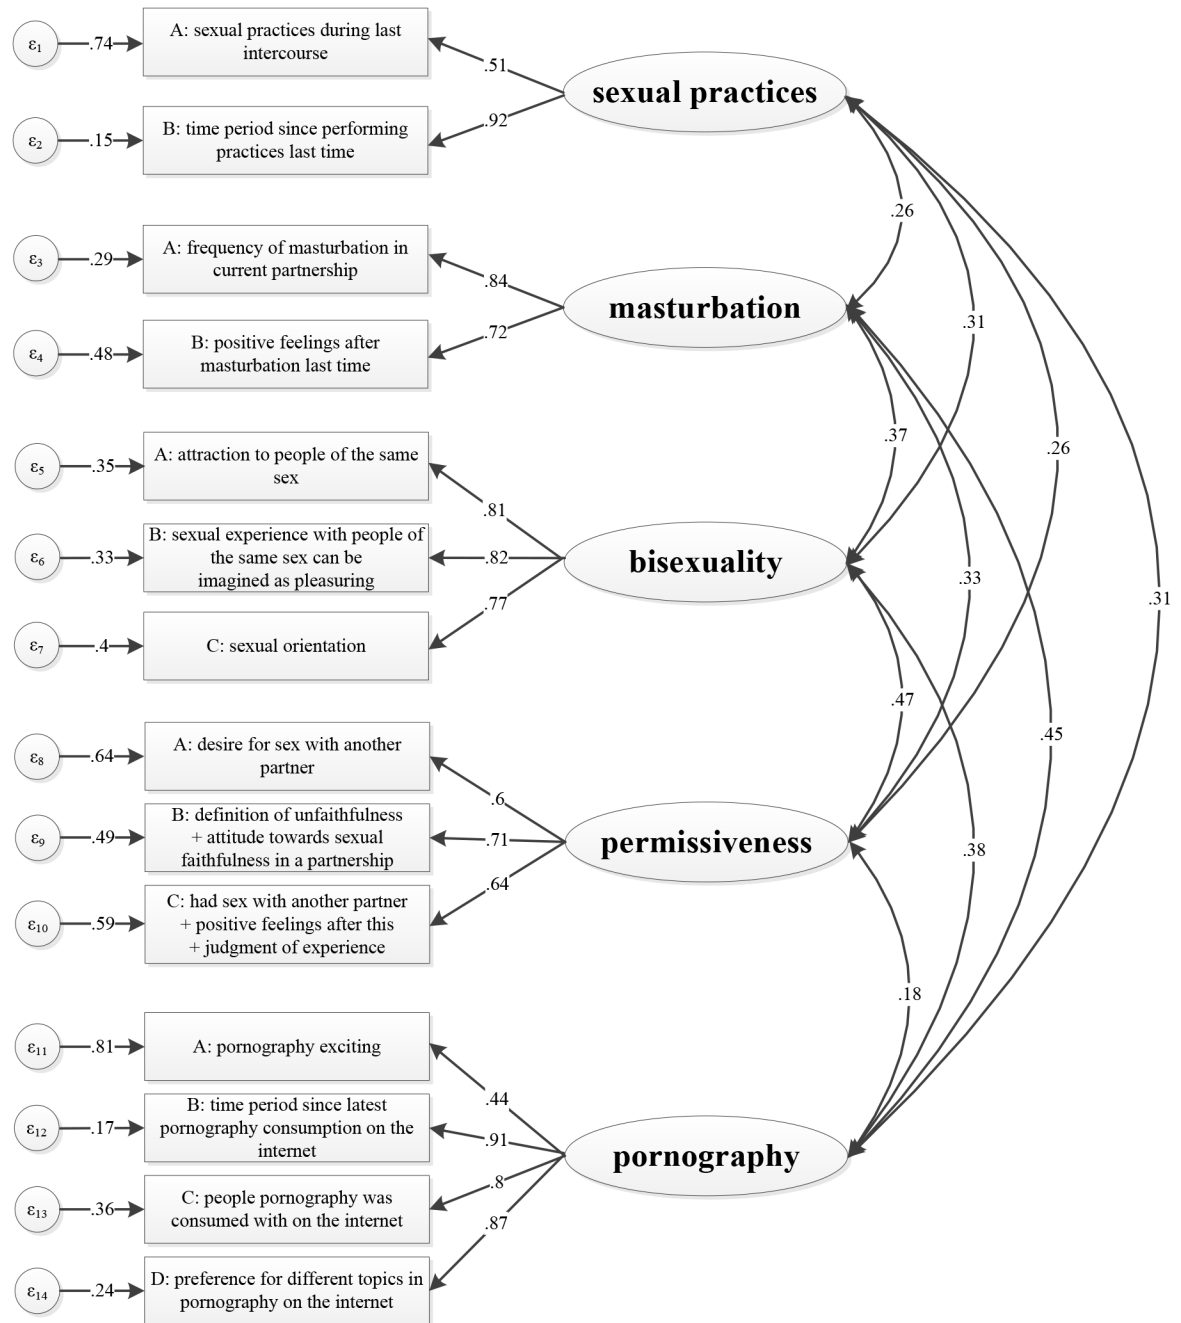 ε1
.74
A: sexual practices during last
intercourse
.51
sexual practices
ε2
.15
B: time period since performing
practices last time
.92
.26
ε3
.29
A: frequency of masturbation in
current partnership
.84
masturbation
.31
ε4
.48
B: positive feelings after
masturbation last time
.72
.37
.26
ε5
.35
A: attraction to people of the same
sex
.81
ε6
.33
B: sexual experience with people of
the same sex can be
imagined as pleasuring
.82
bisexuality
.33
.31
ε7
.4
C: sexual orientation
.77
.47
.45
ε8
.64
A: desire for sex with another
partner
.6
ε9
.49
B: definition of unfaithfulness
+ attitude towards sexual
faithfulness in a partnership
.71
permissiveness
.38
ε10
.59
C: had sex with another partner
+ positive feelings after this
+ judgment of experience
.64
.18
ε11
.81
A: pornography exciting
.44
ε12
.17
B: time period since latest
pornography consumption on the
internet
.91
pornography
ε13
.36
C: people pornography was
consumed with on the internet
.8
ε14
.24
D: preference for different topics in
pornography on the internet
.87